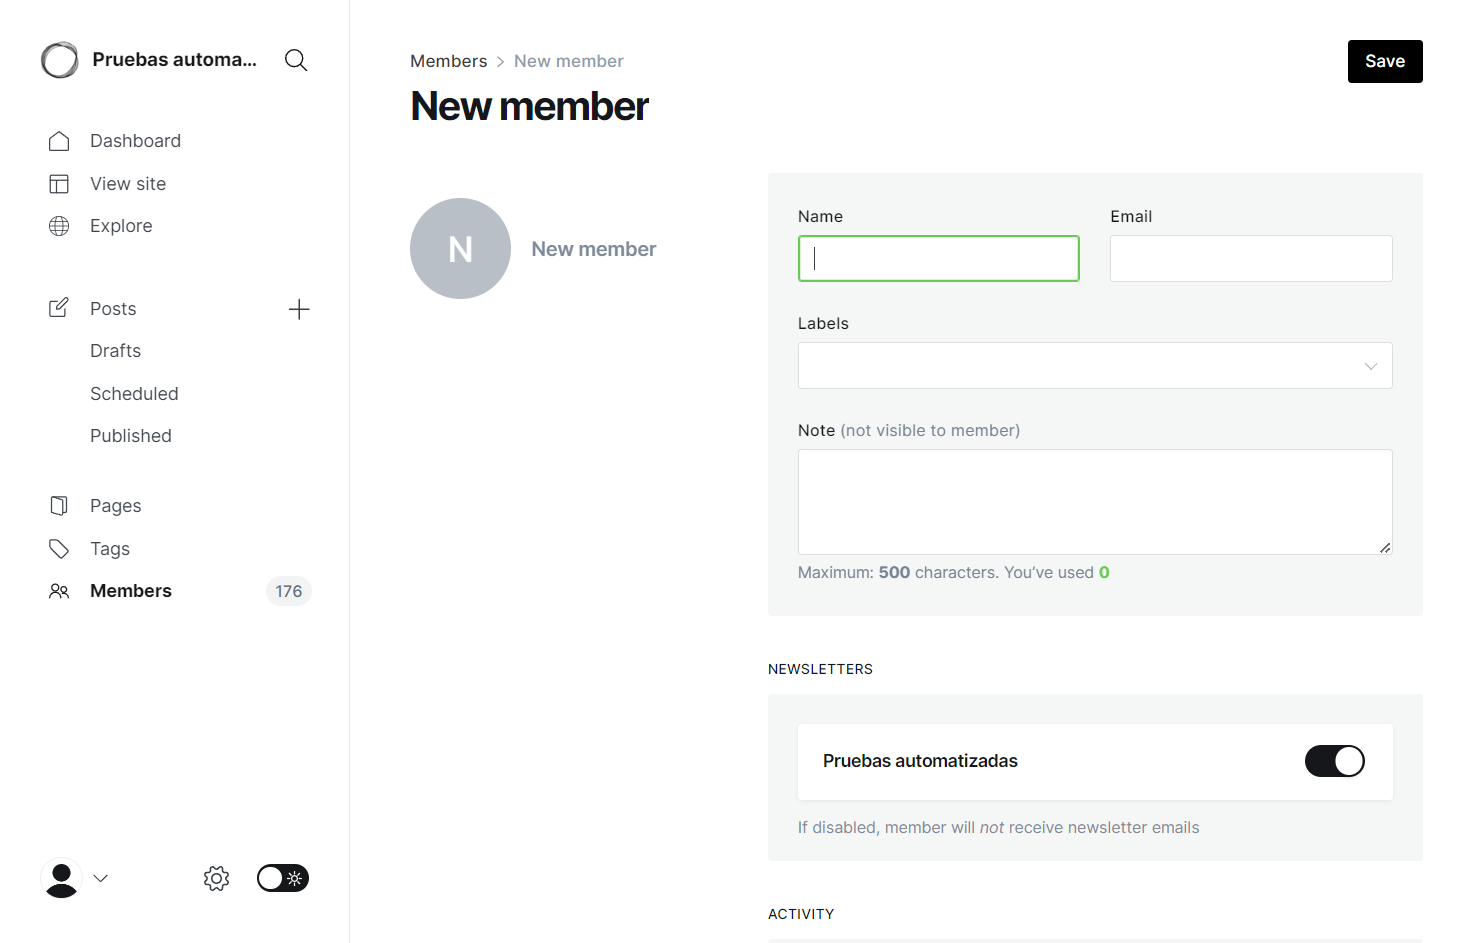 Pruebas automa...
Dashboard
View site
Explore
Posts
Drafts
Scheduled
Published
Pages
Tags
Members 176
Members > New member
Save
New member
N
New member
Name
Email
Labels
Note (not visible to member)
Maximum: 500 characters. You’ve used 0
NEWSLETTERS
Pruebas automatizadas
If disabled, member will not receive newsletter emails
ACTIVITY